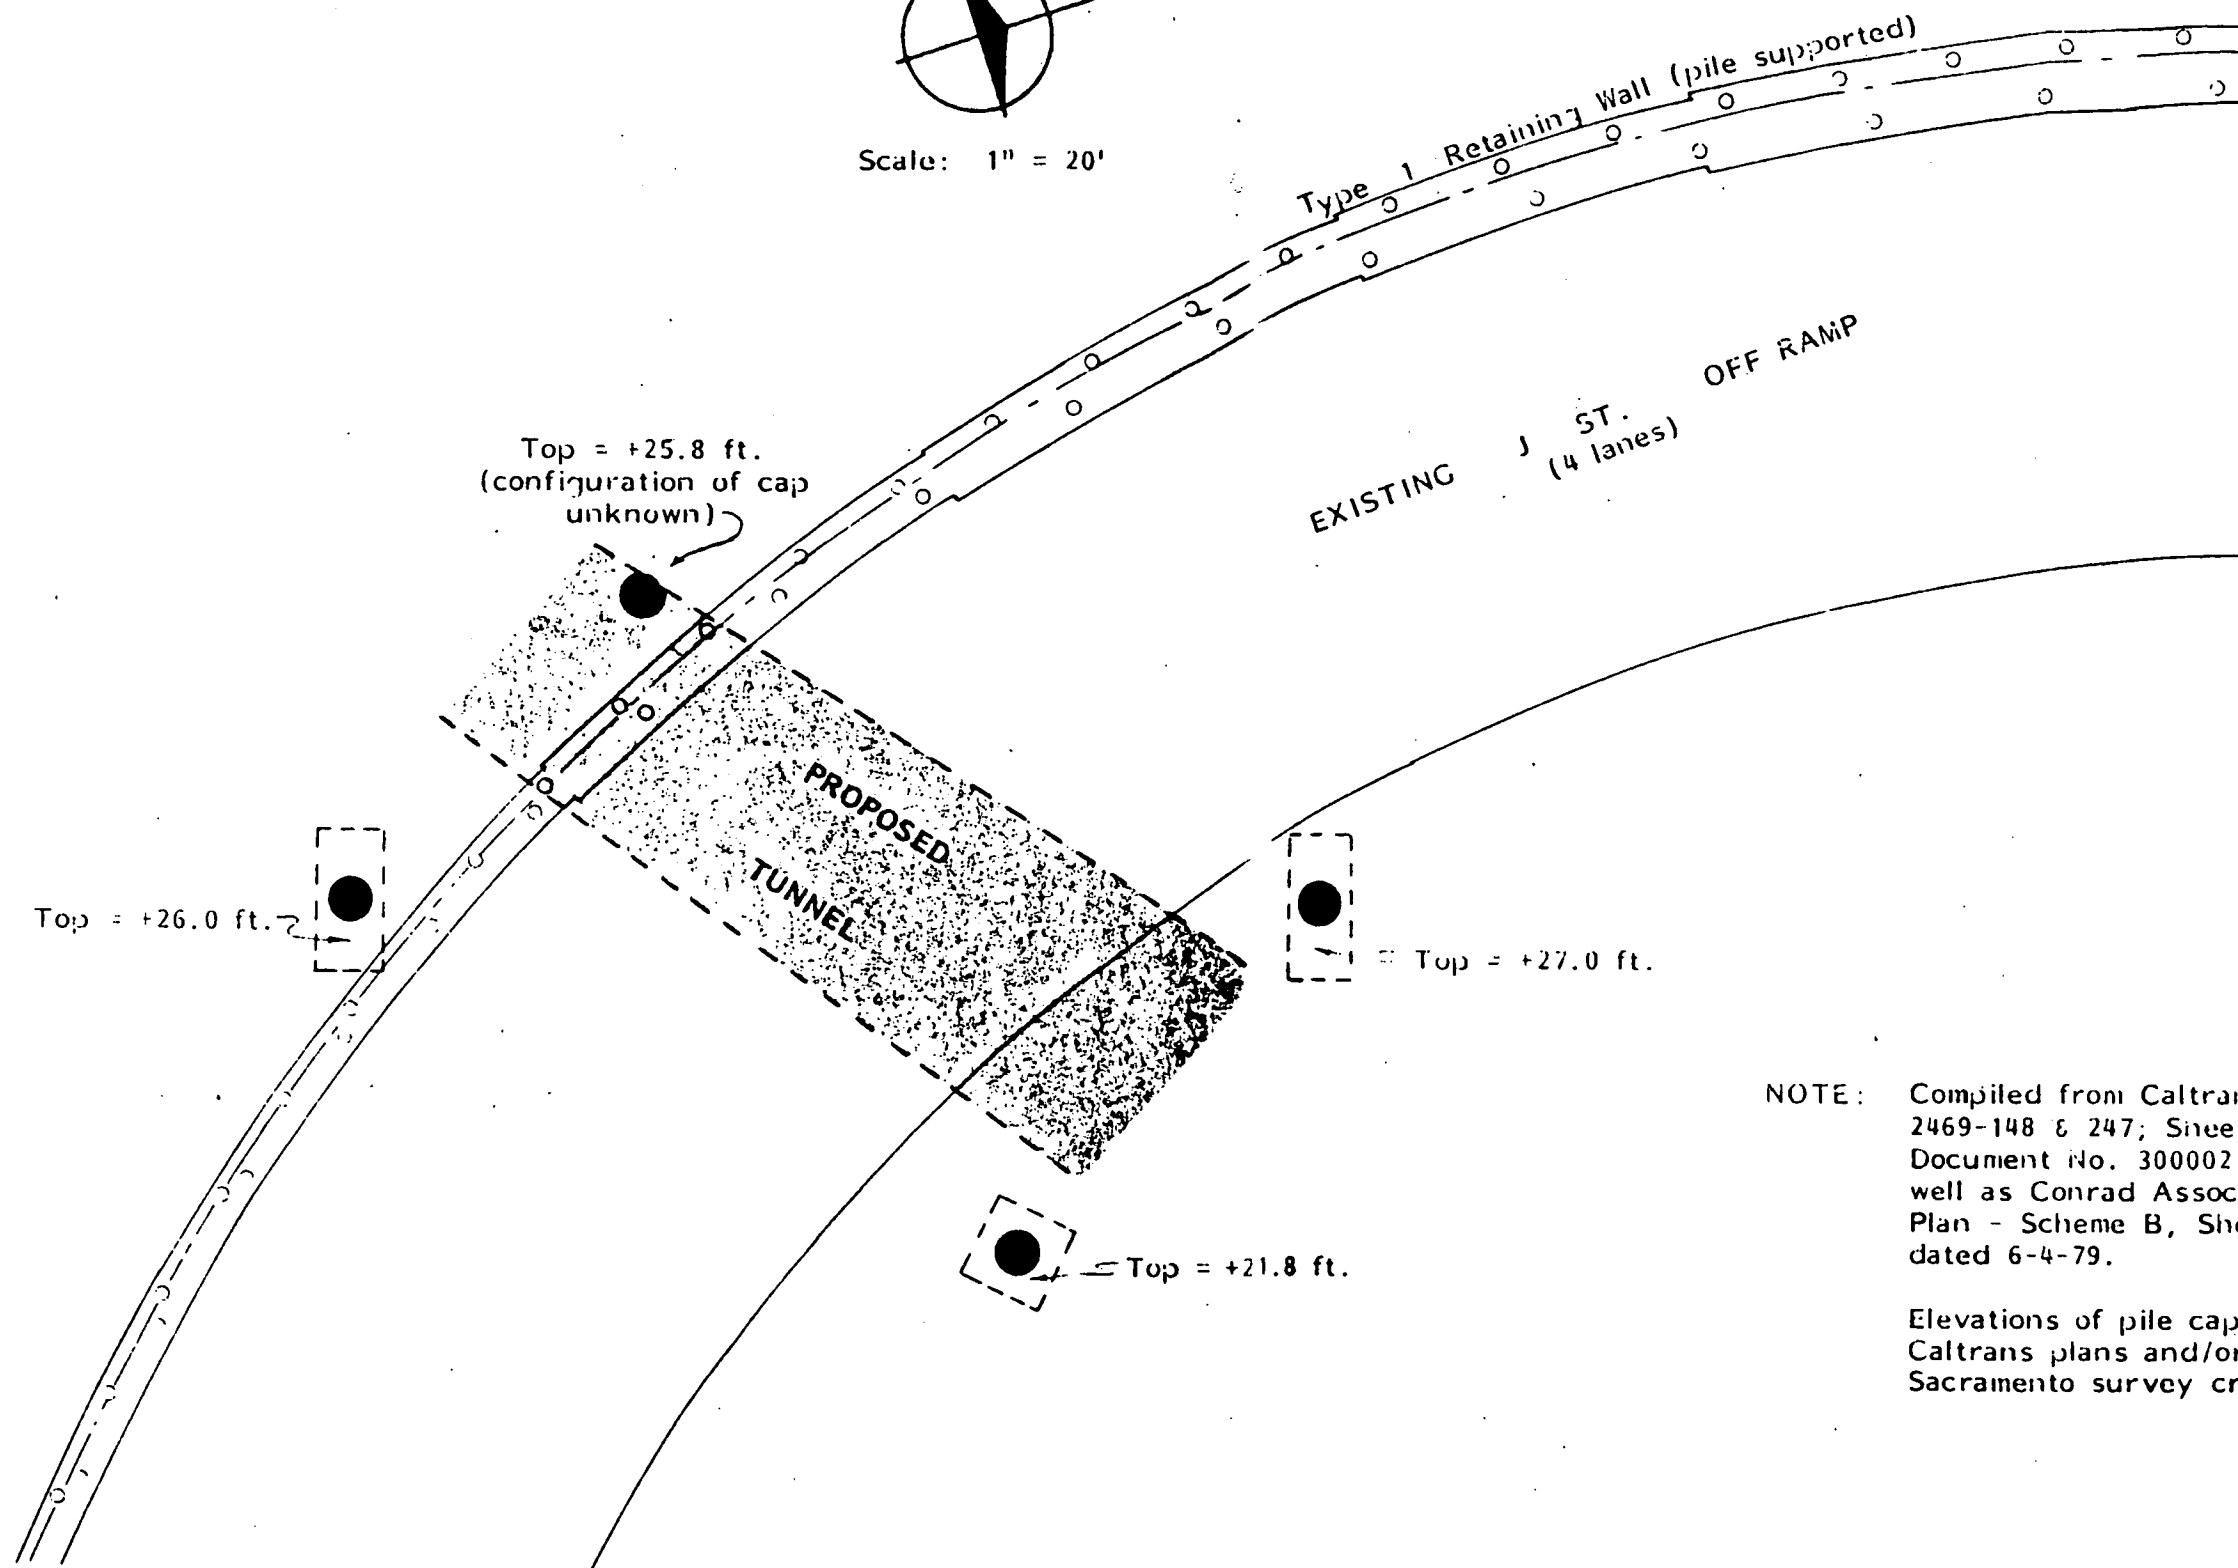 Scale: 1" = 20'
Type 1 Retaining Wall (pile supported)
Top = +25.8 ft.
(configuration of cap
unknown)
EXISTING J ST. OFF RAMP
(4 lanes)
PROPOSED
TUNNEL
Top = +26.0 ft.
Top = +27.0 ft.
Top = +21.8 ft.
NOTE: Compiled from
2469-148 & 247;
Document No. 300002
well as Conrad
Plan - Scheme B,
dated 6-4-79.
Elevations of pile
Caltrans plans and/or
Sacramento survey